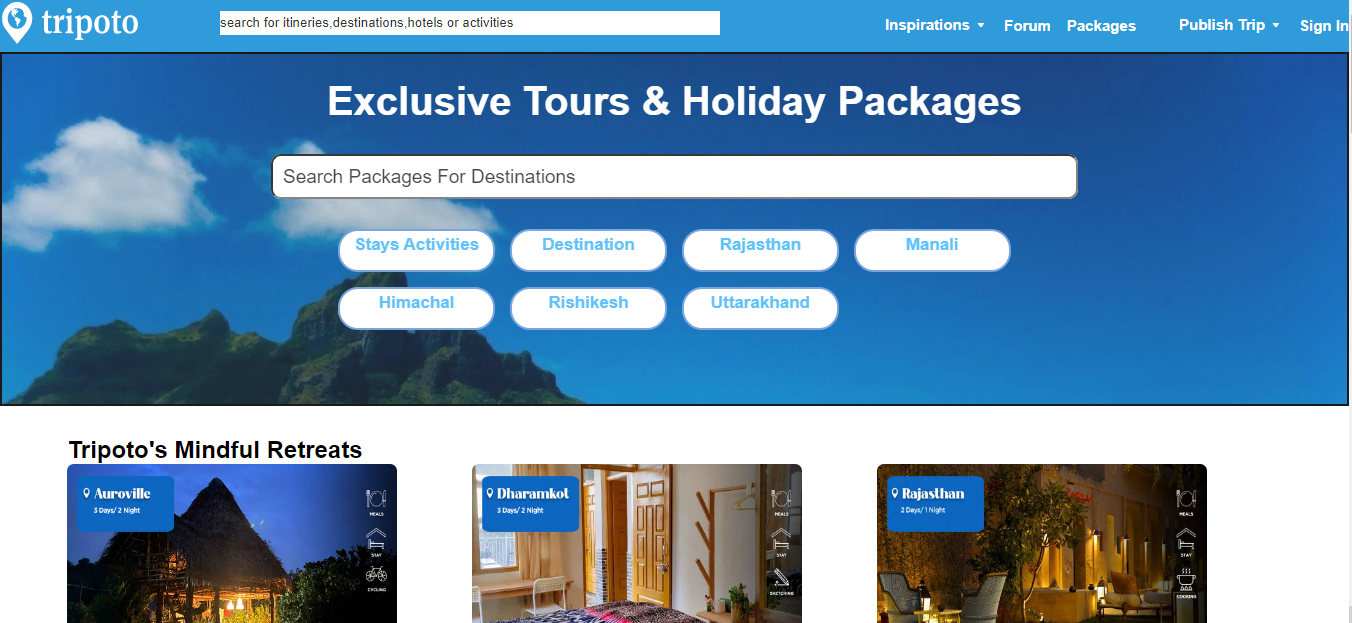 tripoto
search for itineries,destinations,hotels or activities
Inspirations Forum Packages Publish Trip Sign In
Exclusive Tours & Holiday Packages
Search Packages For Destinations
Stays Activities Destination Rajasthan Manali
Himachal Rishikesh Uttarakhand
Tripoto's Mindful Retreats
Auroville
3 Days/ 2 Night
MEALS
STAY
CYCLING
Dharamkot
3 Days/ 2 Night
MEALS
STAY
SKETCHING
Rajasthan
2 Day/ 1 Night
MEALS
STAY
COOKING